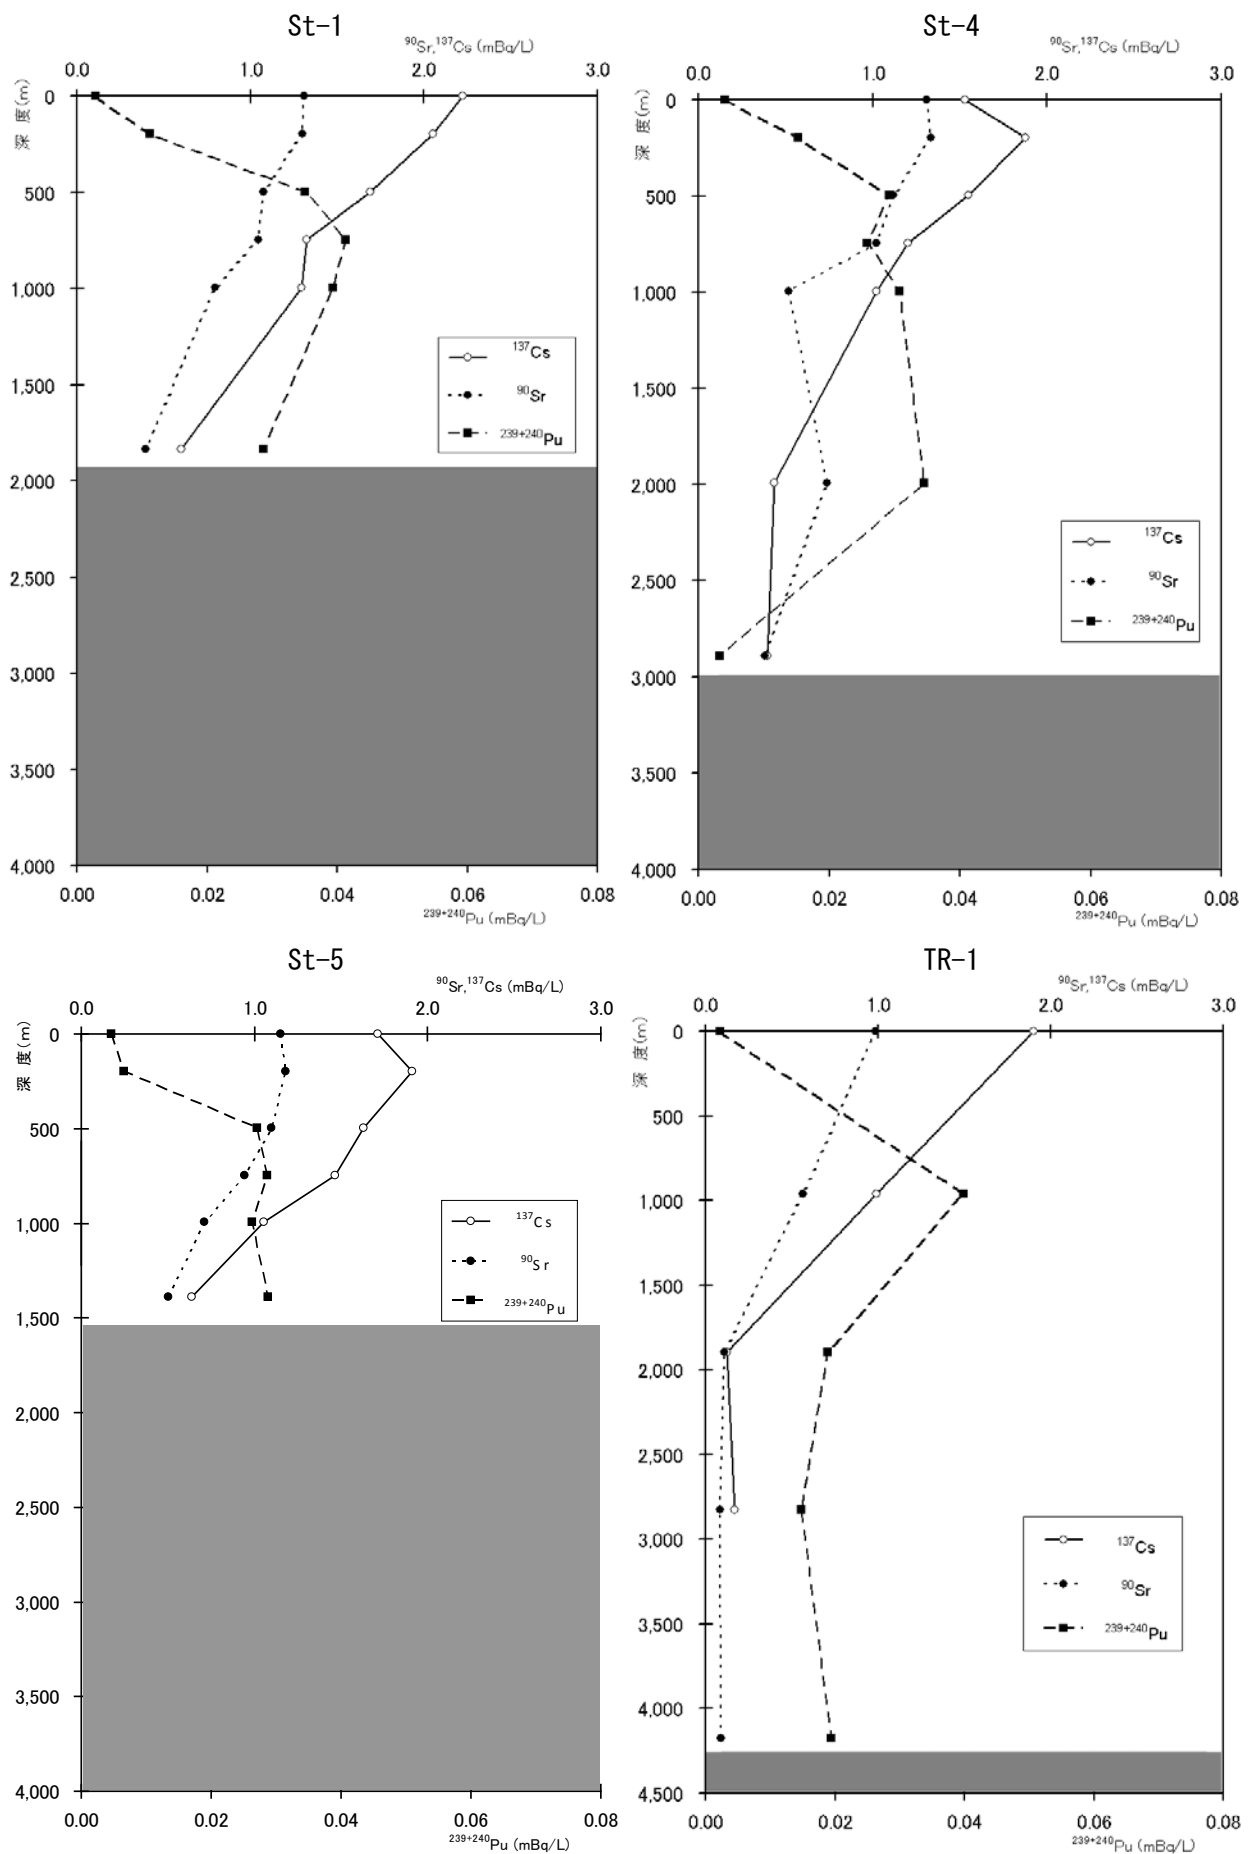 St-1
⁹⁰Sr,¹³⁷Cs (mBq/L)
0.0 1.0 2.0 3.0
深 度(m)
0
500
1,000
1,500
2,000
2,500
3,000
3,500
4,000
¹³⁷Cs
⁹⁰Sr
²³⁹⁺²⁴⁰Pu
0.00 0.02 0.04 0.06 0.08
²³⁹⁺²⁴⁰Pu (mBq/L)
St-4
⁹⁰Sr,¹³⁷Cs (mBq/L)
0.0 1.0 2.0 3.0
深 度(m)
0
500
1,000
1,500
2,000
2,500
3,000
3,500
4,000
¹³⁷Cs
⁹⁰Sr
²³⁹⁺²⁴⁰Pu
0.00 0.02 0.04 0.06 0.08
²³⁹⁺²⁴⁰Pu (mBq/L)
St-5
⁹⁰Sr,¹³⁷Cs (mBq/L)
0.0 1.0 2.0 3.0
深 度(m)
0
500
1,000
1,500
2,000
2,500
3,000
3,500
4,000
¹³⁷Cs
⁹⁰Sr
²³⁹⁺²⁴⁰Pu
0.00 0.02 0.04 0.06 0.08
²³⁹⁺²⁴⁰Pu (mBq/L)
TR-1
⁹⁰Sr,¹³⁷Cs (mBq/L)
0.0 1.0 2.0 3.0
深 度(m)
0
500
1,000
1,500
2,000
2,500
3,000
3,500
4,000
4,500
¹³⁷Cs
⁹⁰Sr
²³⁹⁺²⁴⁰Pu
0.00 0.02 0.04 0.06 0.08
²³⁹⁺²⁴⁰Pu (mBq/L)